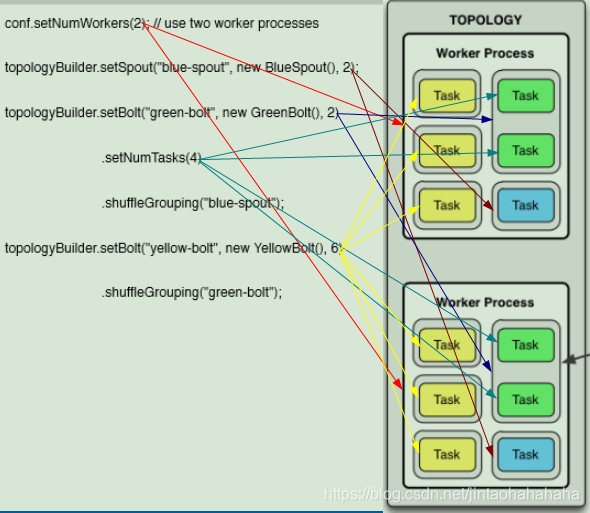 conf.setNumWorkers(2); // use two worker processes
topologyBuilder.setSpout("blue-spout", new BlueSpout(), 2);
topologyBuilder.setBolt("green-bolt", new GreenBolt(), 2)
.setNumTasks(4)
.shuffleGrouping("blue-spout");
topologyBuilder.setBolt("yellow-bolt", new YellowBolt(), 6)
.shuffleGrouping("green-bolt");
TOPOLOGY
Worker Process
Task Task
Task Task
Task Task
Worker Process
Task Task
Task Task
Task Task
https://blog.csdn.net/jintaohahahaha